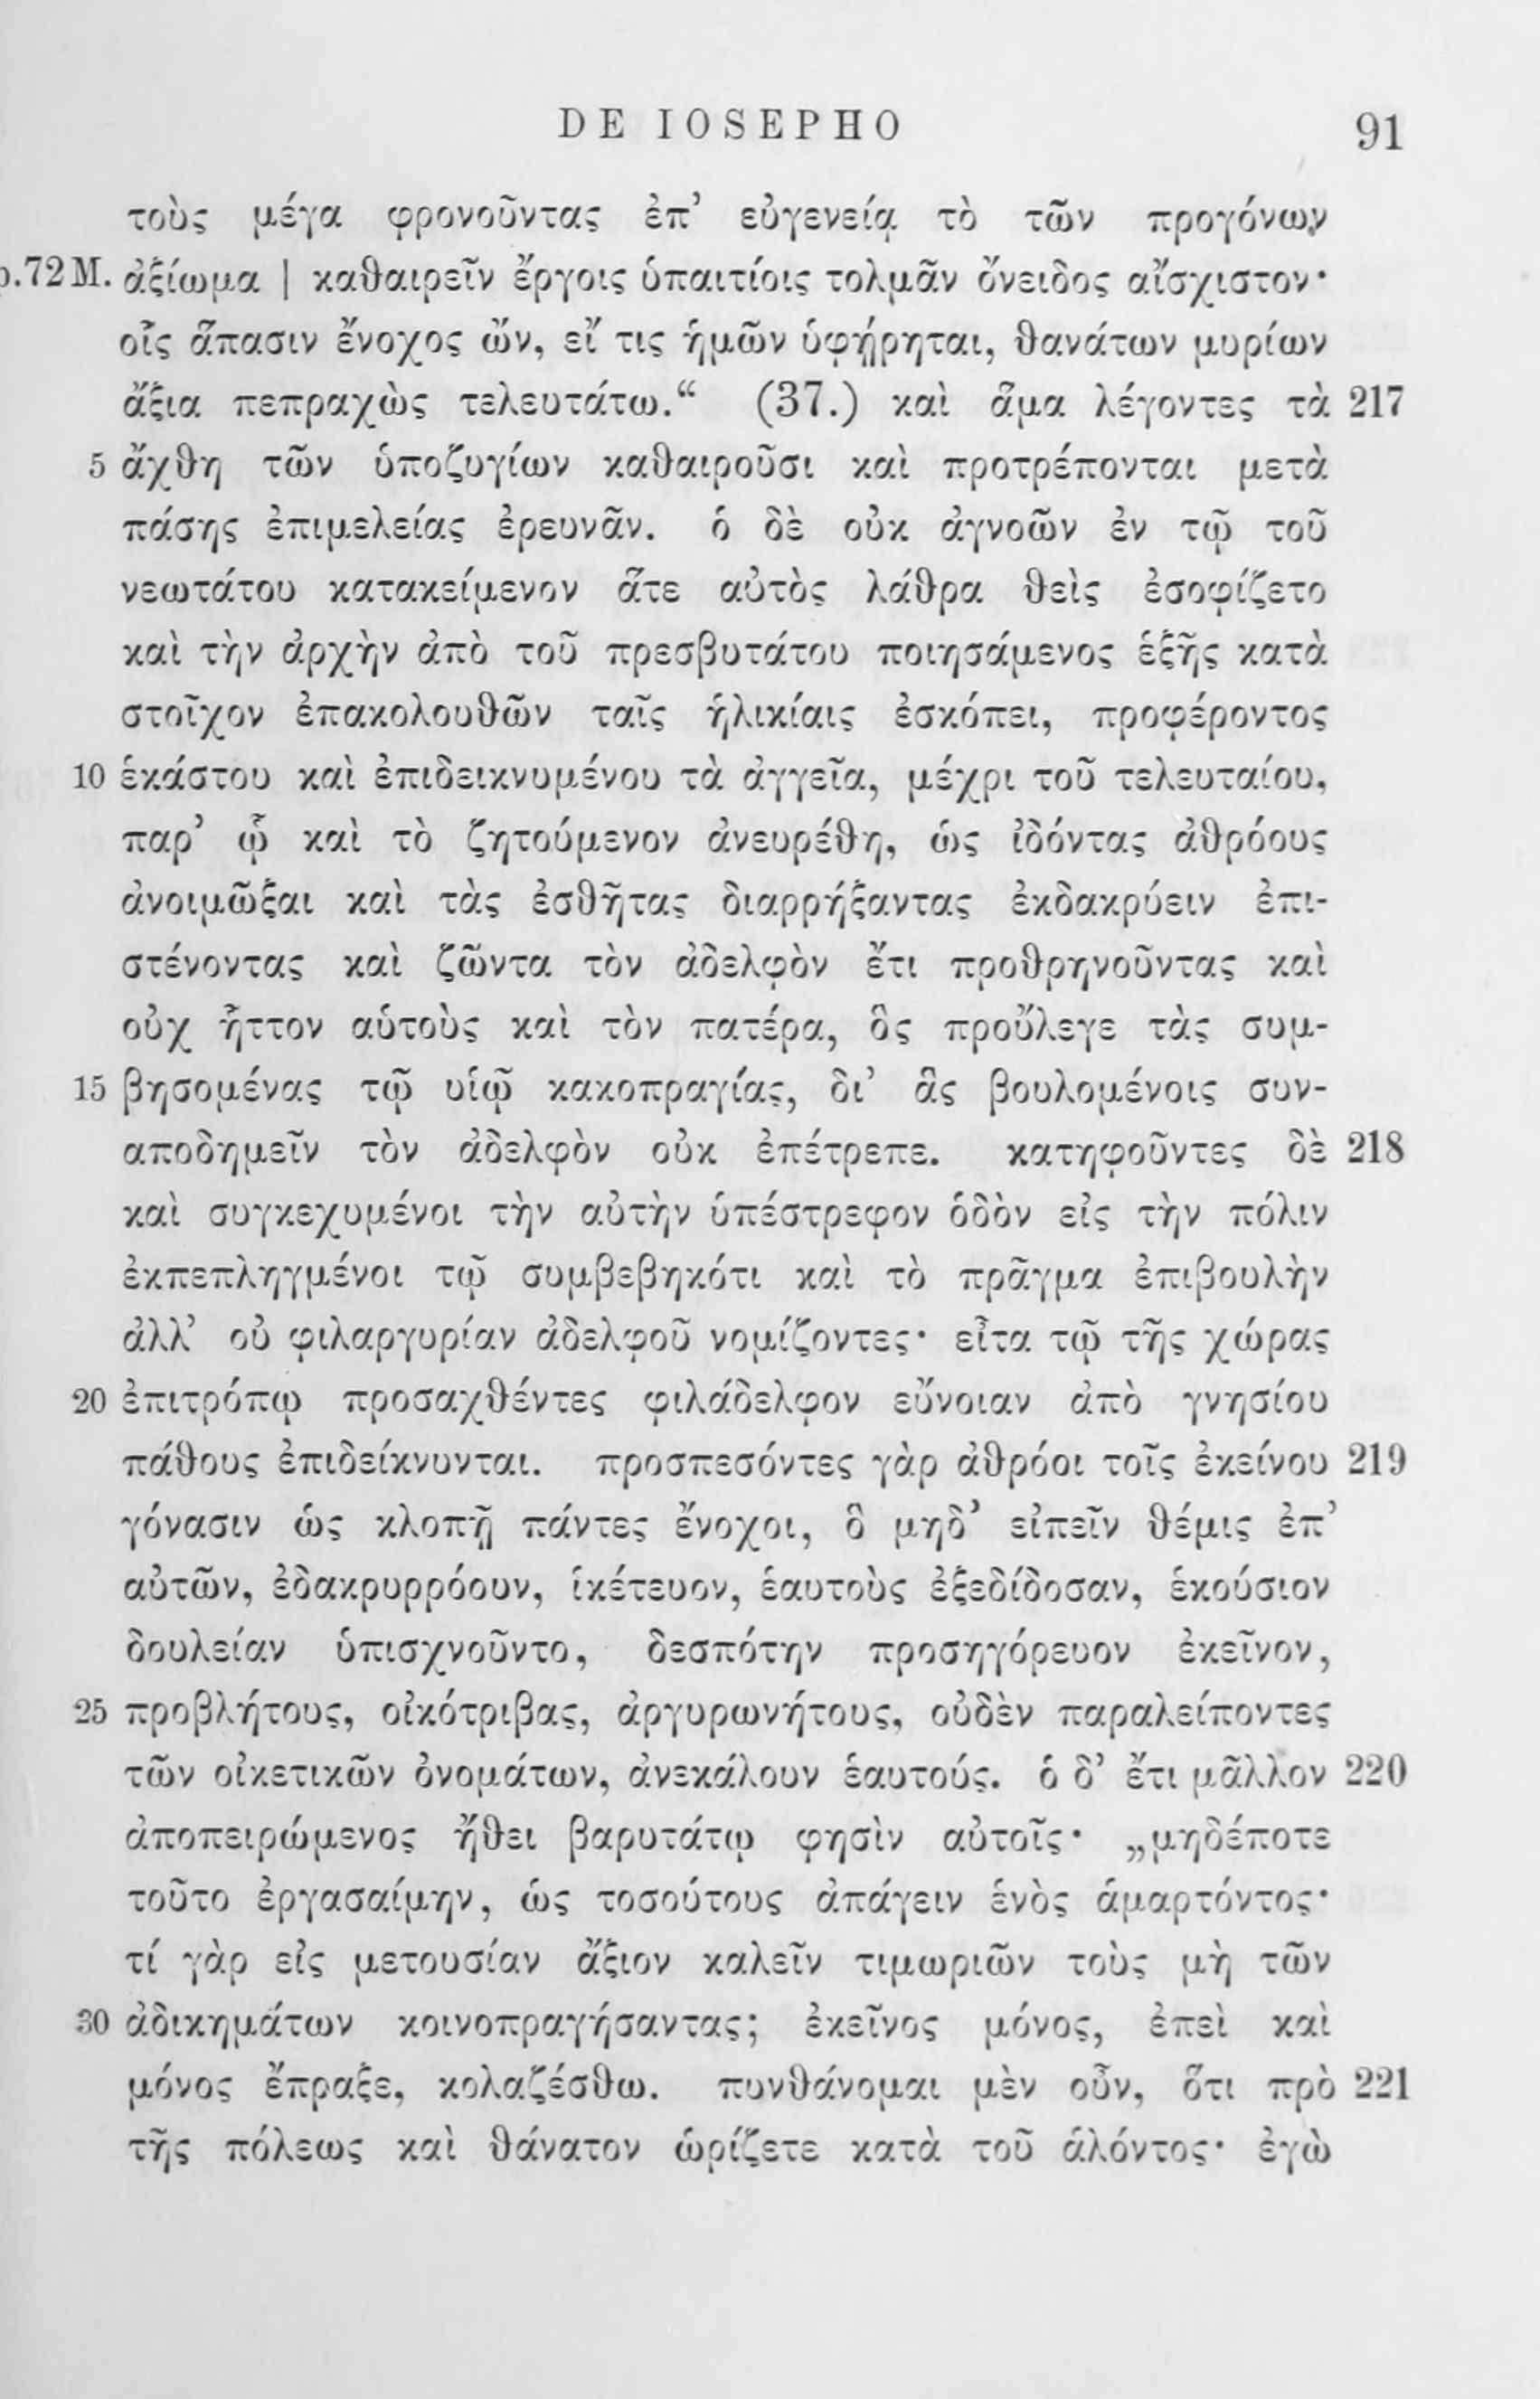 DE IOSEPHO 91
τοὺς μέγα φρονοῦντας ἐπ’ εὐγενείᾳ τὸ τῶν προγόνων
p.72 M. ἀξίωμα | καθαιρεῖν ἔργοις ὑπαιτίοις τολμᾶν ὄνειδος αἴσχιστον·
οἷς ἅπασιν ἔνοχος ὤν, εἴ τις ἡμῶν ὑφῄρηται, θανάτων μυρίων
ἄξια πεπραχὼς τελευτάτω.“ (37.) καὶ ἅμα λέγοντες τὰ 217
5 ἄχθη τῶν ὑποζυγίων καθαιροῦσι καὶ προτρέπονται μετὰ
πάσης ἐπιμελείας ἐρευνᾶν. ὁ δὲ οὐκ ἀγνοῶν ἐν τῷ τοῦ
νεωτάτου κατακείμενον ἅτε αὐτὸς λάθρα θεὶς ἐσοφίζετο
καὶ τὴν ἀρχὴν ἀπὸ τοῦ πρεσβυτάτου ποιησάμενος ἑξῆς κατὰ
στοῖχον ἐπακολουθῶν ταῖς ἡλικίαις ἐσκόπει, προφέροντος
10 ἑκάστου καὶ ἐπιδεικνυμένου τὰ ἀγγεῖα, μέχρι τοῦ τελευταίου,
παρ’ ᾧ καὶ τὸ ζητούμενον ἀνευρέθη, ὡς ἰδόντας ἀθρόους
ἀνοιμῶξαι καὶ τὰς ἐσθῆτας διαρρήξαντας ἐκδακρύειν ἐπι-
στένοντας καὶ ζῶντα τὸν ἀδελφὸν ἔτι προθρηνοῦντας καὶ
οὐχ ἧττον αὑτοὺς καὶ τὸν πατέρα, ὃς προὔλεγε τὰς συμ-
15 βησομένας τῷ υἱῷ κακοπραγίας, δι’ ἃς βουλομένοις συν-
αποδημεῖν τὸν ἀδελφὸν οὐκ ἐπέτρεπε. κατηφοῦντες δὲ 218
καὶ συγκεχυμένοι τὴν αὐτὴν ὑπέστρεφον ὁδὸν εἰς τὴν πόλιν
ἐκπεπληγμένοι τῷ συμβεβηκότι καὶ τὸ πρᾶγμα ἐπιβουλὴν
ἀλλ’ οὐ φιλαργυρίαν ἀδελφοῦ νομίζοντες· εἶτα τῷ τῆς χώρας
20 ἐπιτρόπῳ προσαχθέντες φιλάδελφον εὔνοιαν ἀπὸ γνησίου
πάθους ἐπιδείκνυνται. προσπεσόντες γὰρ ἀθρόοι τοῖς ἐκείνου 219
γόνασιν ὡς κλοπῇ πάντες ἔνοχοι, ὃ μηδ’ εἰπεῖν θέμις ἐπ’
αὐτῶν, ἐδακρυρρόουν, ἱκέτευον, ἑαυτοὺς ἐξεδίδοσαν, ἑκούσιον
δουλείαν ὑπισχνοῦντο, δεσπότην προσηγόρευον ἐκεῖνον,
25 προβλήτους, οἰκότριβας, ἀργυρωνήτους, οὐδὲν παραλείποντες
τῶν οἰκετικῶν ὀνομάτων, ἀνεκάλουν ἑαυτούς. ὁ δ’ ἔτι μᾶλλον 220
ἀποπειρώμενος ἤθει βαρυτάτῳ φησὶν αὐτοῖς· „μηδέποτε
τοῦτο ἐργασαίμην, ὡς τοσούτους ἀπάγειν ἑνὸς ἁμαρτόντος·
τί γὰρ εἰς μετουσίαν ἄξιον καλεῖν τιμωριῶν τοὺς μὴ τῶν
30 ἀδικημάτων κοινοπραγήσαντας; ἐκεῖνος μόνος, ἐπεὶ καὶ
μόνος ἔπραξε, κολαζέσθω. πυνθάνομαι μὲν οὖν, ὅτι πρὸ 221
τῆς πόλεως καὶ θάνατον ὡρίζετε κατὰ τοῦ ἁλόντος· ἐγὼ